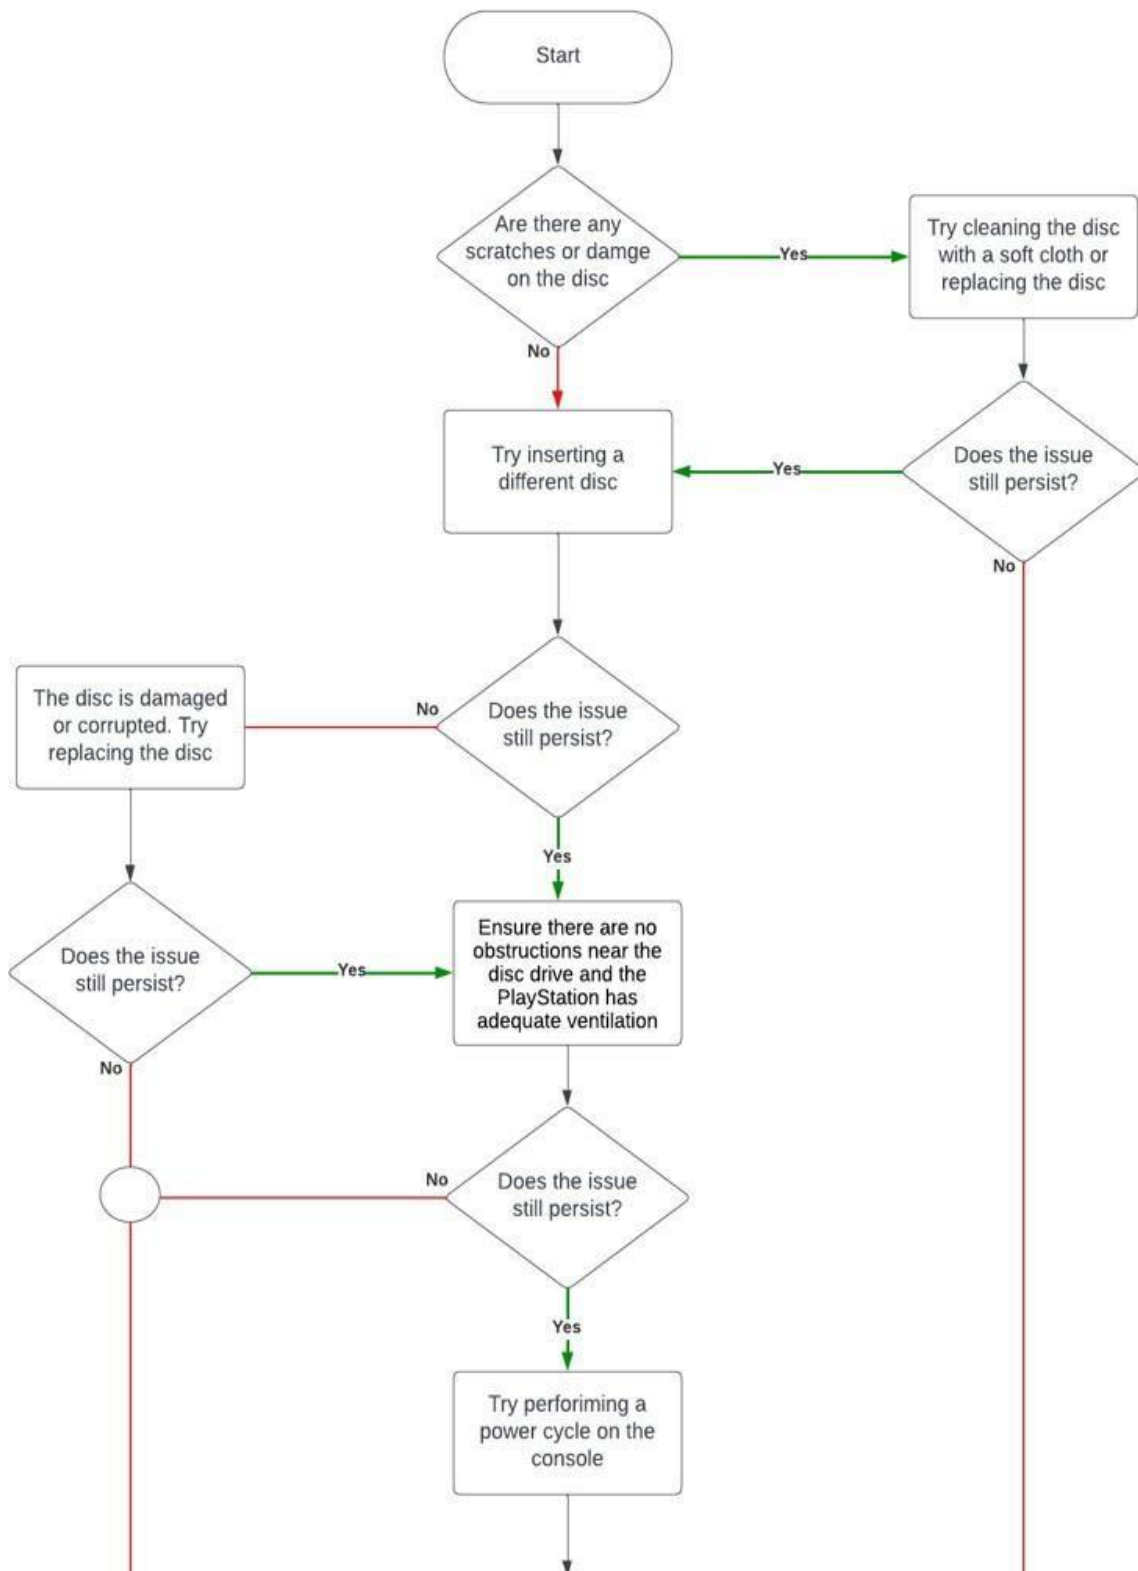 Start
Are there any
scratches or damge
on the disc
Yes
Try cleaning the disc
with a soft cloth or
replacing the disc
No
Try inserting a
different disc
Yes
Does the issue
still persist?
No
The disc is damaged
or corrupted. Try
replacing the disc
No
Does the issue
still persist?
Yes
Does the issue
still persist?
Yes
Ensure there are no
obstructions near the
disc drive and the
PlayStation has
adequate ventilation
No
No
Does the issue
still persist?
Yes
Try perforiming a
power cycle on the
console